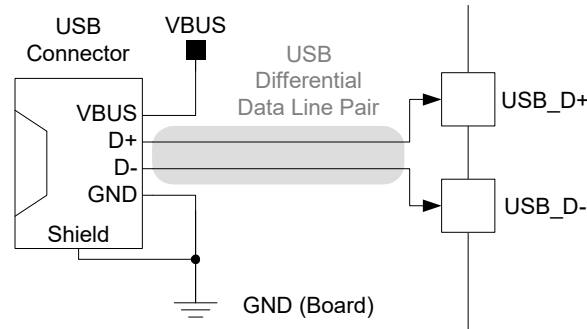 USB
Connector
VBUS
USB
Differential
Data Line Pair
VBUS
D+
D-
GND
Shield
USB_D+
USB_D-
GND (Board)